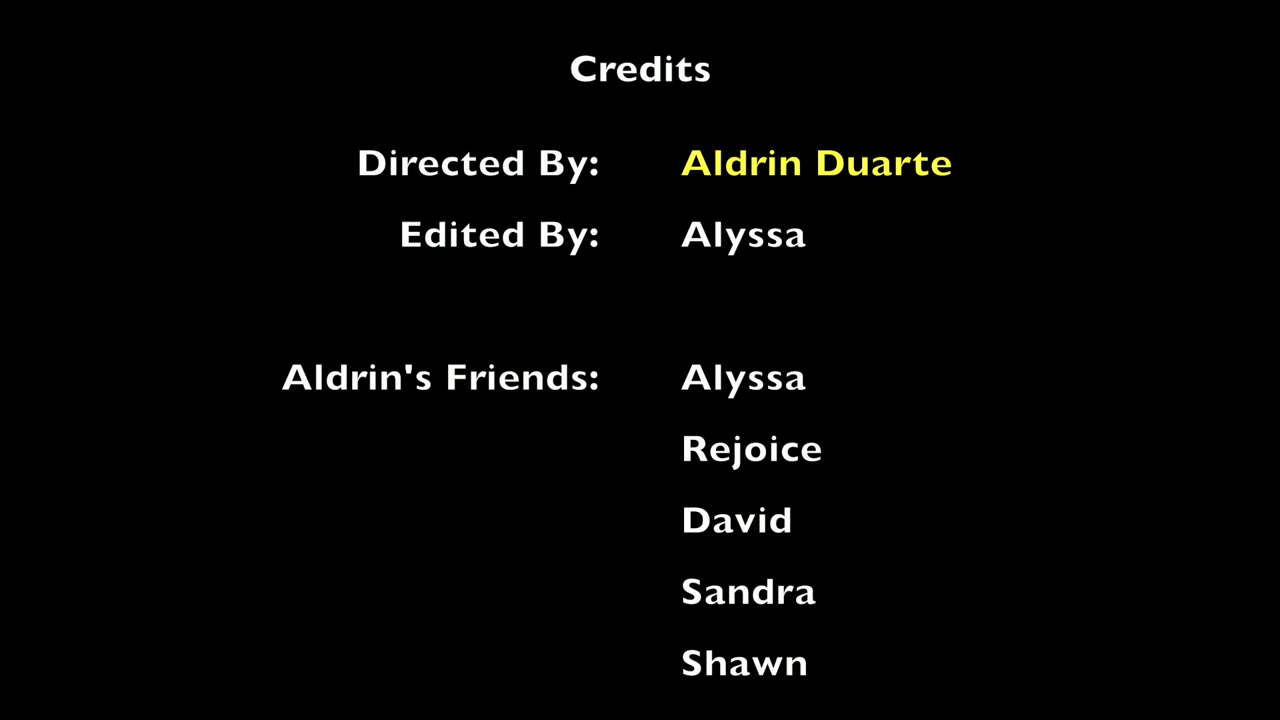 Credits
Directed By: Aldrin Duarte
Edited By: Alyssa
Aldrin's Friends: Alyssa
Rejoice
David
Sandra
Shawn